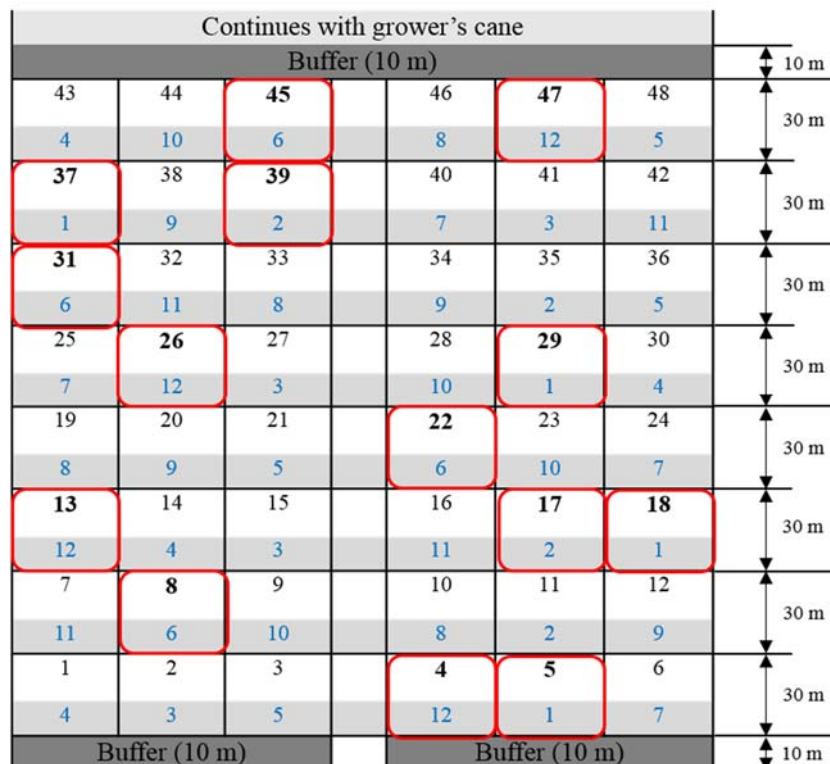 Continues with grower's cane
Buffer (10 m) 10 m
43 44 45 46 47 48
30 m
4 10 6 8 12 5
37 38 39 40 41 42
30 m
1 9 2 7 3 11
31 32 33 34 35 36
30 m
6 11 8 9 2 5
25 26 27 28 29 30
30 m
7 12 3 10 1 4
19 20 21 22 23 24
30 m
8 9 5 6 10 7
13 14 15 16 17 18
30 m
12 4 3 11 2 1
7 8 9 10 11 12
30 m
11 6 10 8 2 9
1 2 3 4 5 6
30 m
4 3 5 12 1 7
Buffer (10 m) Buffer (10 m) 10 m